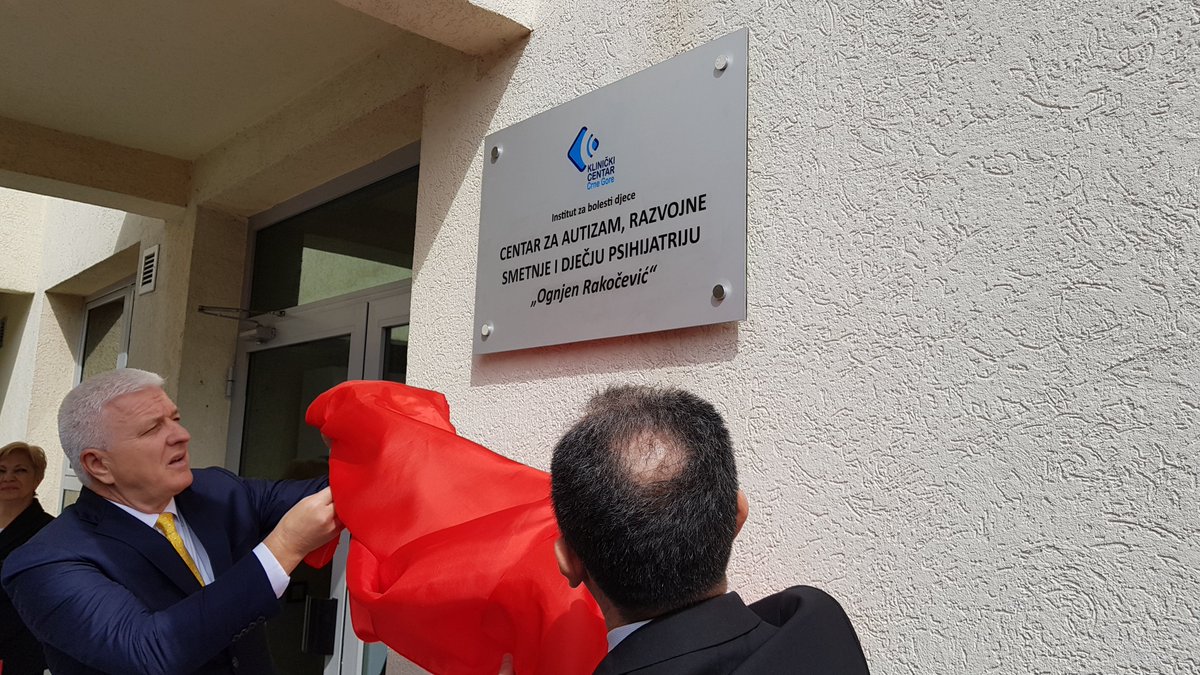 KLINIČKI
CENTAR
Crne Gore
Institut za bolesti djece
CENTAR ZA AUTIZAM, RAZVOJNE
SMETNJE I DJEČJU PSIHIJATRIJU
„Ognjen Rakočević“